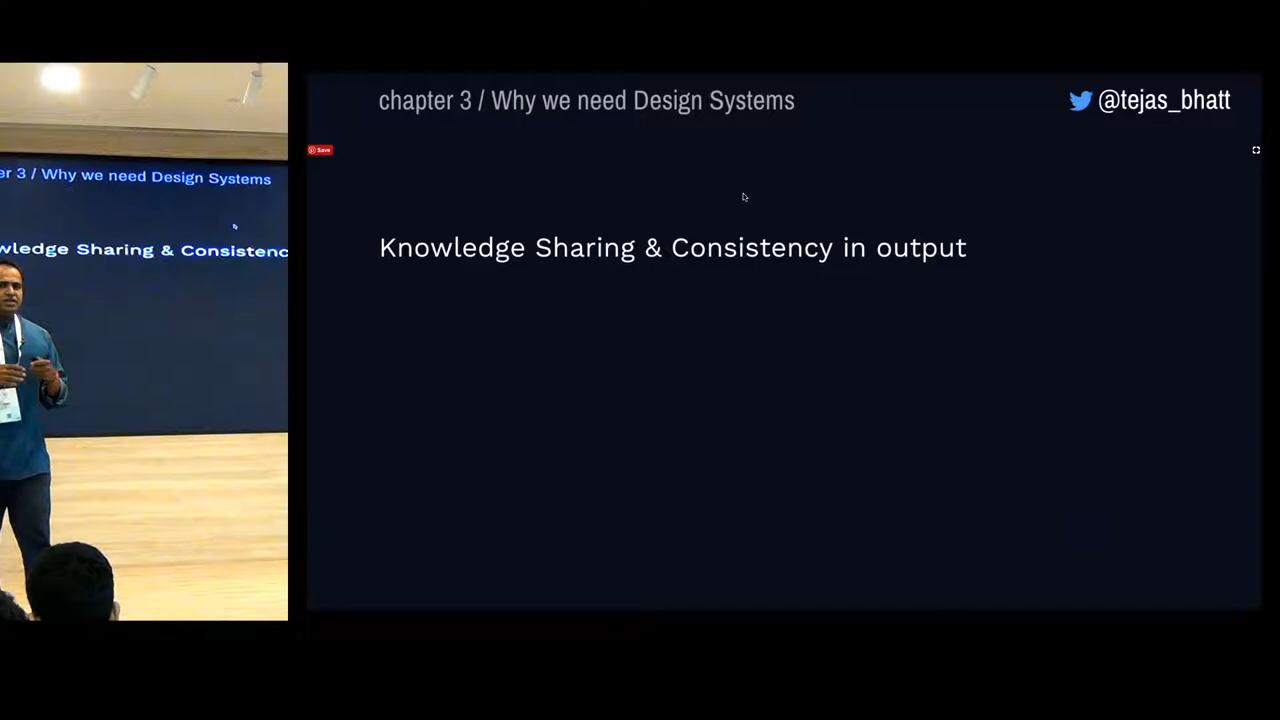 er 3 / Why we need Design Systems
wledge Sharing & Consistenc
chapter 3 / Why we need Design Systems
@tejas_bhatt
Save
Knowledge Sharing & Consistency in output